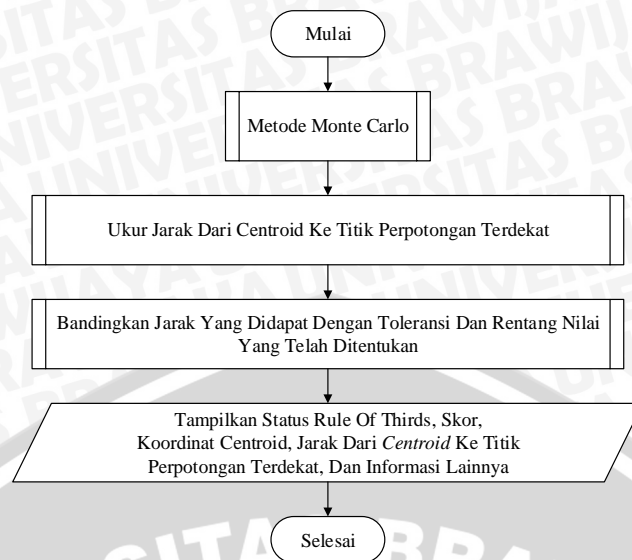 Mulai
Metode Monte Carlo
Ukur Jarak Dari Centroid Ke Titik Perpotongan Terdekat
Bandingkan Jarak Yang Didapat Dengan Toleransi Dan Rentang Nilai
Yang Telah Ditentukan
Tampilkan Status Rule Of Thirds, Skor,
Koordinat Centroid, Jarak Dari Centroid Ke Titik
Perpotongan Terdekat, Dan Informasi Lainnya
Selesai